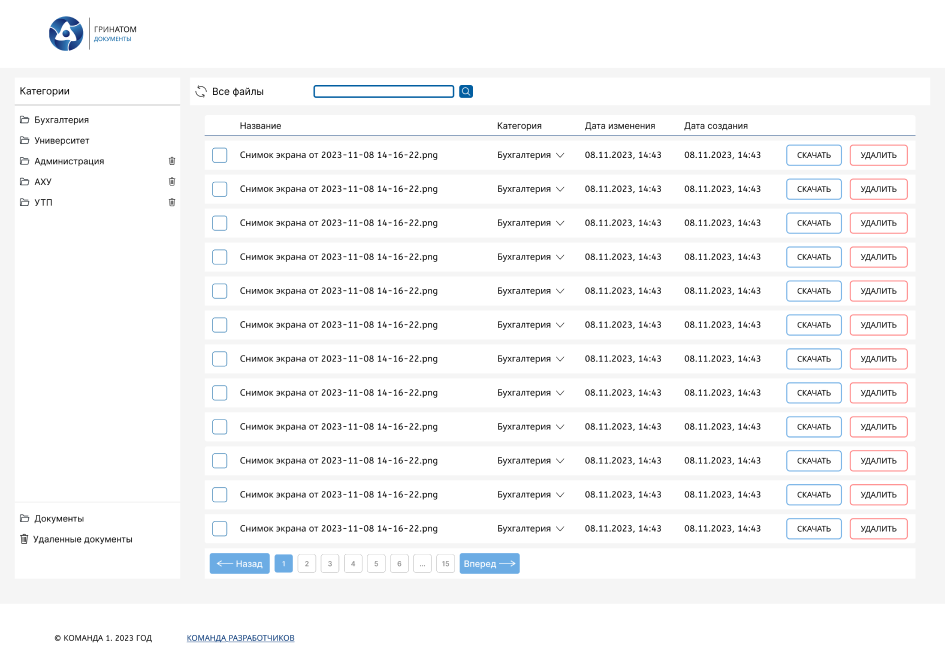 ГРИНАТОМ
ДОКУМЕНТЫ
Категории
Бухгалтерия
Университет
Администрация
АХУ
УТП
Документы
Удаленные документы
Все файлы
Название Категория Дата изменения Дата создания
Снимок экрана от 2023-11-08 14-16-22.png Бухгалтерия 08.11.2023, 14:43 08.11.2023, 14:43 СКАЧАТЬ УДАЛИТЬ
Снимок экрана от 2023-11-08 14-16-22.png Бухгалтерия 08.11.2023, 14:43 08.11.2023, 14:43 СКАЧАТЬ УДАЛИТЬ
Снимок экрана от 2023-11-08 14-16-22.png Бухгалтерия 08.11.2023, 14:43 08.11.2023, 14:43 СКАЧАТЬ УДАЛИТЬ
Снимок экрана от 2023-11-08 14-16-22.png Бухгалтерия 08.11.2023, 14:43 08.11.2023, 14:43 СКАЧАТЬ УДАЛИТЬ
Снимок экрана от 2023-11-08 14-16-22.png Бухгалтерия 08.11.2023, 14:43 08.11.2023, 14:43 СКАЧАТЬ УДАЛИТЬ
Снимок экрана от 2023-11-08 14-16-22.png Бухгалтерия 08.11.2023, 14:43 08.11.2023, 14:43 СКАЧАТЬ УДАЛИТЬ
Снимок экрана от 2023-11-08 14-16-22.png Бухгалтерия 08.11.2023, 14:43 08.11.2023, 14:43 СКАЧАТЬ УДАЛИТЬ
Снимок экрана от 2023-11-08 14-16-22.png Бухгалтерия 08.11.2023, 14:43 08.11.2023, 14:43 СКАЧАТЬ УДАЛИТЬ
Снимок экрана от 2023-11-08 14-16-22.png Бухгалтерия 08.11.2023, 14:43 08.11.2023, 14:43 СКАЧАТЬ УДАЛИТЬ
Снимок экрана от 2023-11-08 14-16-22.png Бухгалтерия 08.11.2023, 14:43 08.11.2023, 14:43 СКАЧАТЬ УДАЛИТЬ
Снимок экрана от 2023-11-08 14-16-22.png Бухгалтерия 08.11.2023, 14:43 08.11.2023, 14:43 СКАЧАТЬ УДАЛИТЬ
Снимок экрана от 2023-11-08 14-16-22.png Бухгалтерия 08.11.2023, 14:43 08.11.2023, 14:43 СКАЧАТЬ УДАЛИТЬ
Назад 1 2 3 4 5 6 ... 15 Вперед
© КОМАНДА 1. 2023 ГОД КОМАНДА РАЗРАБОТЧИКОВ